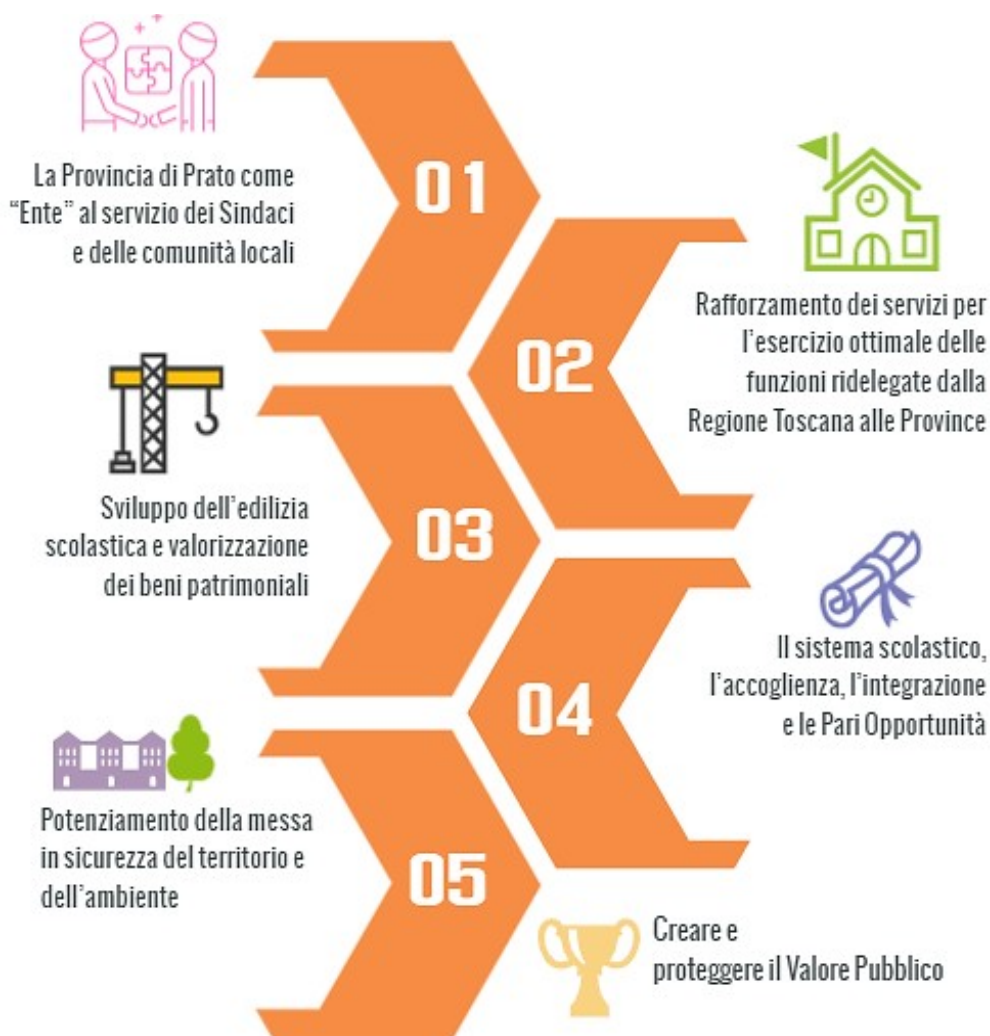 01
La Provincia di Prato come
“Ente” al servizio dei Sindaci
e delle comunità locali
02
Rafforzamento dei servizi per
l’esercizio ottimale delle
funzioni ridelegate dalla
Regione Toscana alle Province
03
Sviluppo dell’edilizia
scolastica e valorizzazione
dei beni patrimoniali
04
Il sistema scolastico,
l’accoglienza, l’integrazione
e le Pari Opportunità
05
Potenziamento della messa
in sicurezza del territorio e
dell’ambiente
Creare e
proteggere il Valore Pubblico